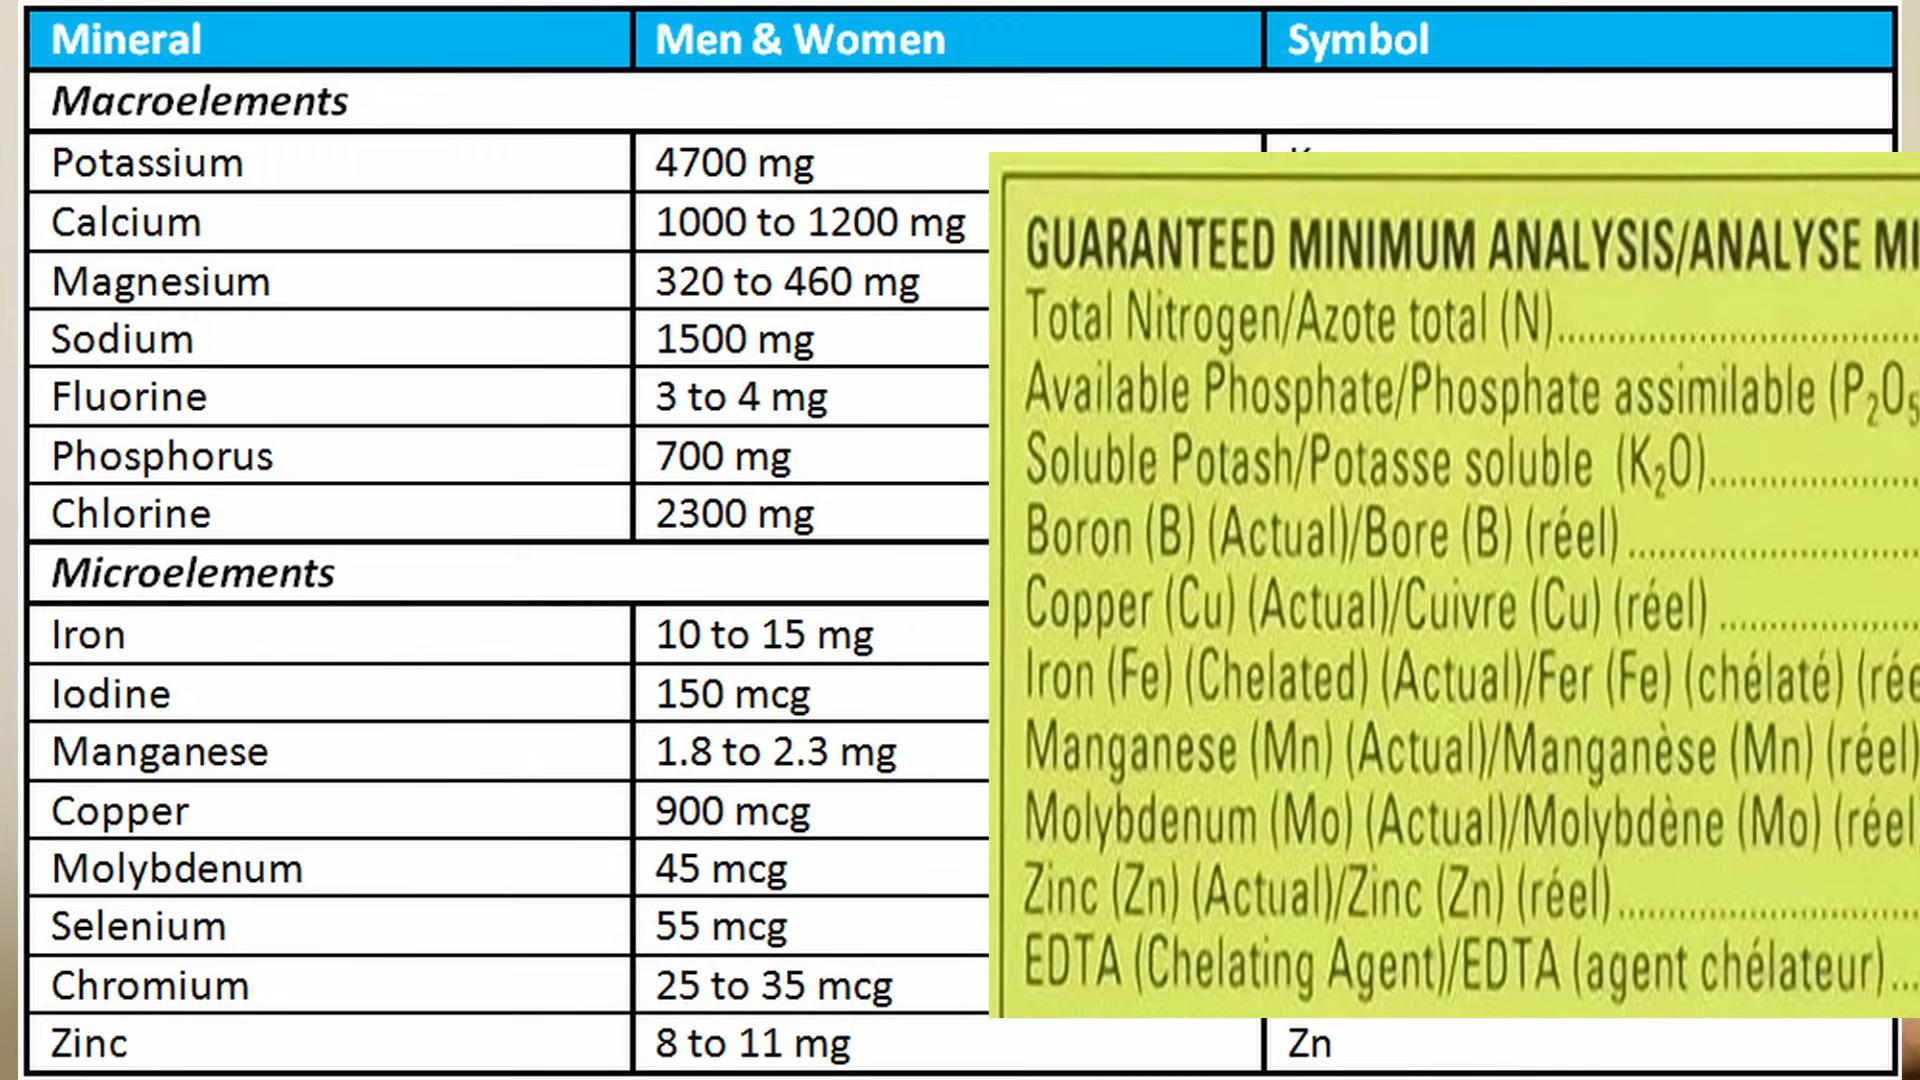 Mineral Men & Women Symbol
Macroelements
Potassium 4700 mg
Calcium 1000 to 1200 mg
Magnesium 320 to 460 mg
Sodium 1500 mg
Fluorine 3 to 4 mg
Phosphorus 700 mg
Chlorine 2300 mg
Microelements
Iron 10 to 15 mg
Iodine 150 mcg
Manganese 1.8 to 2.3 mg
Copper 900 mcg
Molybdenum 45 mcg
Selenium 55 mcg
Chromium 25 to 35 mcg
Zinc 8 to 11 mg Zn
GUARANTEED MINIMUM ANALYSIS/ANALYSE MI
Total Nitrogen/Azote total (N)
Available Phosphate/Phosphate assimilable (P₂O₅
Soluble Potash/Potasse soluble (K₂O)
Boron (B) (Actual)/Bore (B) (réel)
Copper (Cu) (Actual)/Cuivre (Cu) (réel)
Iron (Fe) (Chelated) (Actual)/Fer (Fe) (chélaté) (rée
Manganese (Mn) (Actual)/Manganèse (Mn) (réel)
Molybdenum (Mo) (Actual)/Molybdène (Mo) (réel
Zinc (Zn) (Actual)/Zinc (Zn) (réel)
EDTA (Chelating Agent)/EDTA (agent chélateur)